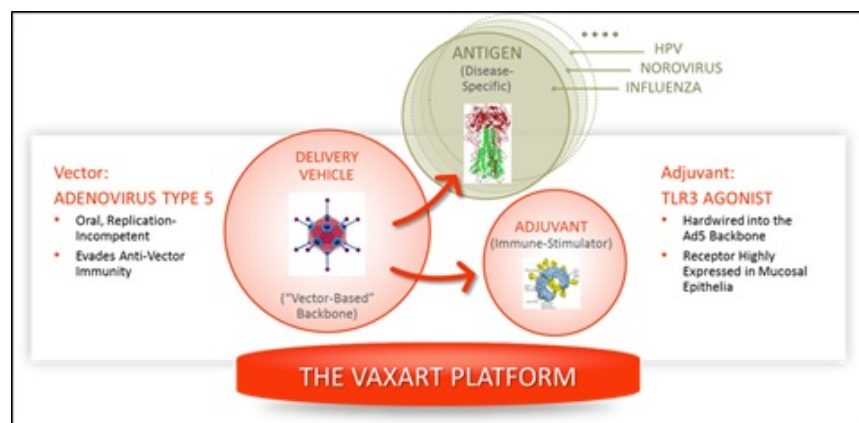 ANTIGEN
(Disease-
Specific)
HPV
NOROVIRUS
INFLUENZA
Vector:
ADENOVIRUS TYPE 5
• Oral, Replication-
Incompetent
• Evades Anti-Vector
Immunity
DELIVERY
VEHICLE
("Vector-Based"
Backbone)
ADJUVANT
(Immune-Stimulator)
Adjuvant:
TLR3 AGONIST
• Hardwired into the
Ad5 Backbone
• Receptor Highly
Expressed in Mucosal
Epithelia
THE VAXART PLATFORM